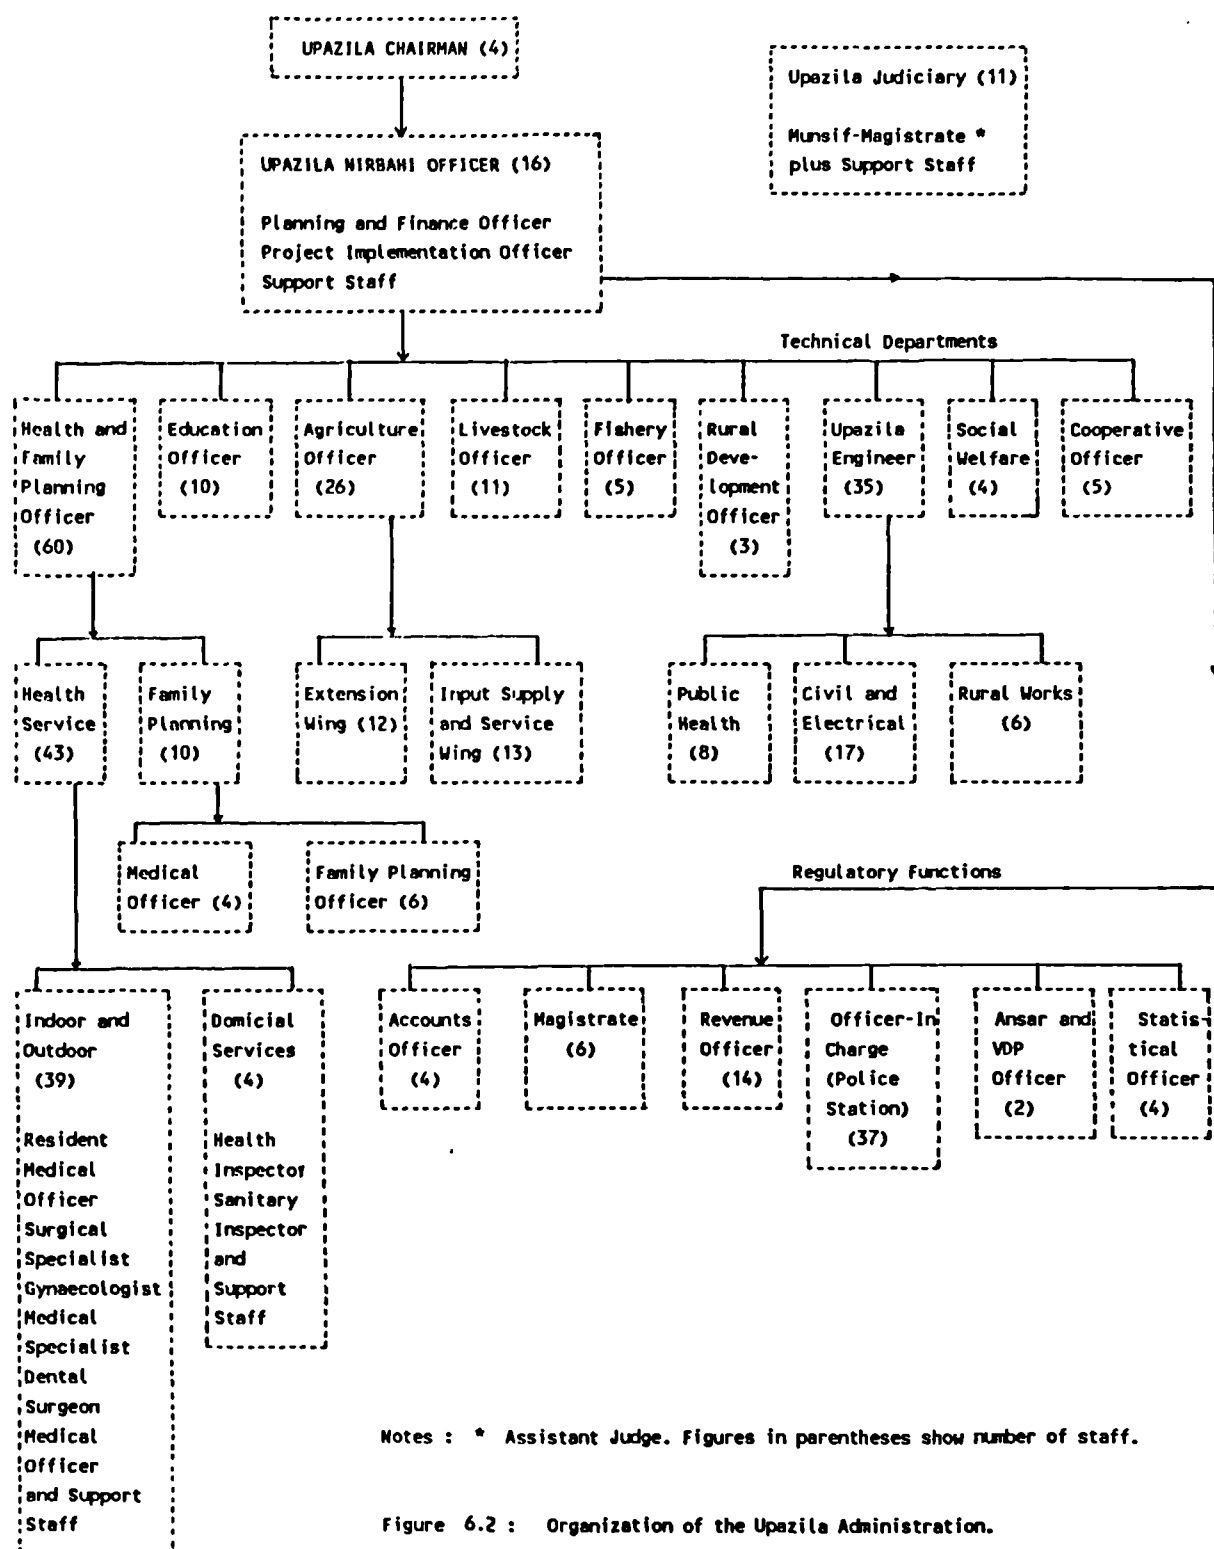 UPAZILA CHAIRMAN (4)
Upazila Judiciary (11)
Munsif-Magistrate *
plus Support Staff
UPAZILA NIRBAHI OFFICER (16)
Planning and Finance Officer
Project Implementation Officer
Support Staff
Technical Departments
Health and
Family
Planning
Officer
(60)
Education
Officer
(10)
Agriculture
Officer
(26)
Livestock
Officer
(11)
Fishery
Officer
(5)
Rural
Deve-
lopment
Officer
(3)
Upazila
Engineer
(35)
Social
Welfare
(4)
Cooperative
Officer
(5)
Health
Service
(43)
Family
Planning
(10)
Extension
Wing (12)
Input Supply
and Service
Wing (13)
Public
Health
(8)
Civil and
Electrical
(17)
Rural Works
(6)
Medical
Officer (4)
Family Planning
Officer (6)
Regulatory Functions
Indoor and
Outdoor
(39)
Resident
Medical
Officer
Surgical
Specialist
Gynaecologist
Medical
Specialist
Dental
Surgeon
Medical
Officer
and Support
Staff
Domicial
Services
(4)
Health
Inspector
Sanitary
Inspector
and
Support
Staff
Accounts
Officer
(4)
Magistrate
(6)
Revenue
Officer
(14)
Officer-In
Charge
(Police
Station)
(37)
Ansar and
VDP
Officer
(2)
Statis-
tical
Officer
(4)
Notes : * Assistant Judge. Figures in parentheses show number of staff.
Figure 6.2 : Organization of the Upazila Administration.